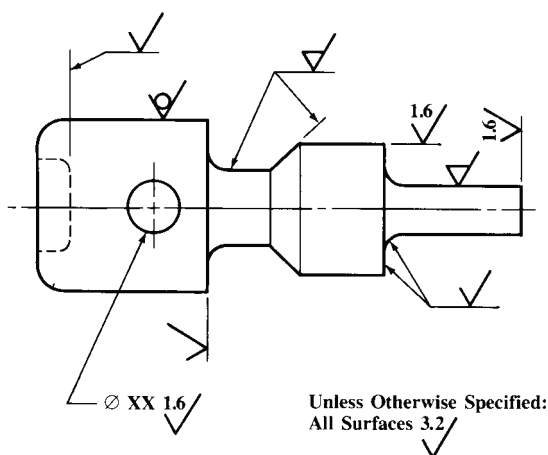 1.6
1.6
∅ XX 1.6
Unless Otherwise Specified:
All Surfaces 3.2